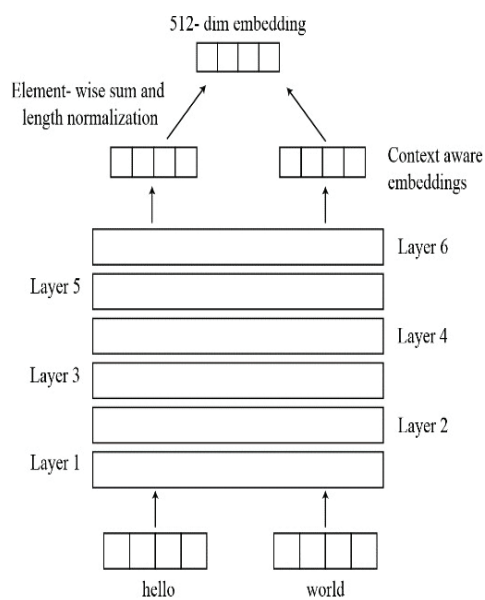 512- dim embedding
Element- wise sum and
length normalization
Context aware
embeddings
Layer 6
Layer 5
Layer 4
Layer 3
Layer 2
Layer 1
hello
world